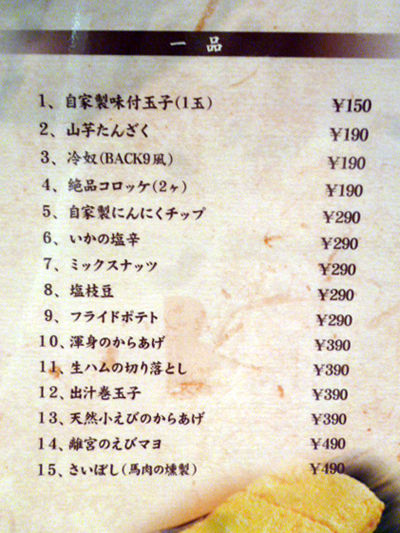 一品
1、自家製味付玉子(1玉) ¥150
2、山芋たんざく ¥190
3、冷奴(BACK9風) ¥190
4、絶品コロッケ(2ヶ) ¥190
5、自家製にんにくチップ ¥290
6、いかの塩辛 ¥290
7、ミックスナッツ ¥290
8、塩枝豆 ¥290
9、フライドポテト ¥290
10、渾身のからあげ ¥390
11、生ハムの切り落とし ¥390
12、出汁巻玉子 ¥390
13、天然小えびのからあげ ¥390
14、離宮のえびマヨ ¥490
15、さいぼし(馬肉の燻製) ¥490